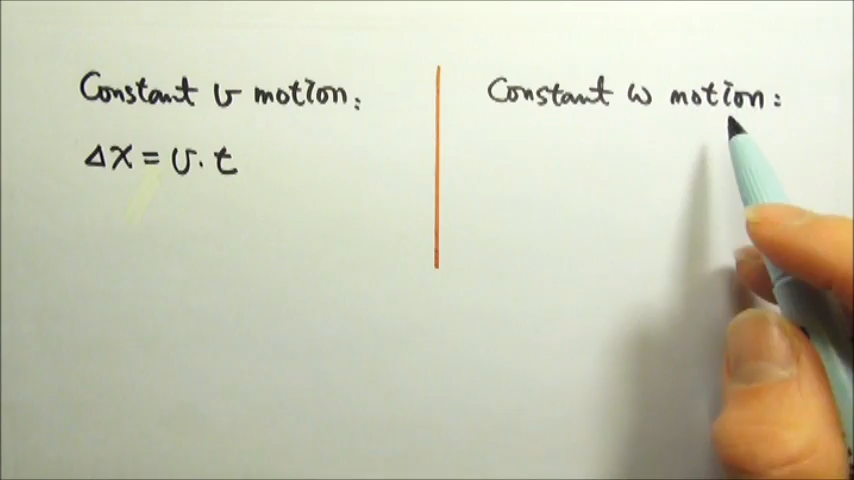 Constant v motion:
Δx = v. t
Constant ω motion: